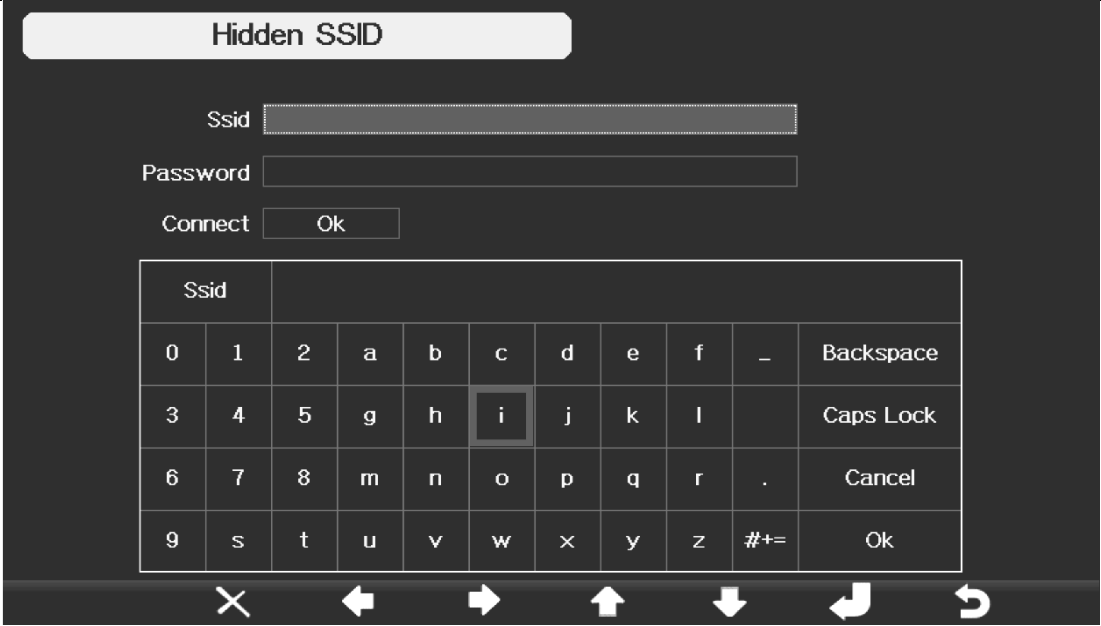 Hidden SSID
Ssid
Password
Connect Ok
Ssid
0 1 2 a b c d e f _ Backspace
3 4 5 g h i j k l Caps Lock
6 7 8 m n o p q r . Cancel
9 s t u v w x y z #+= Ok